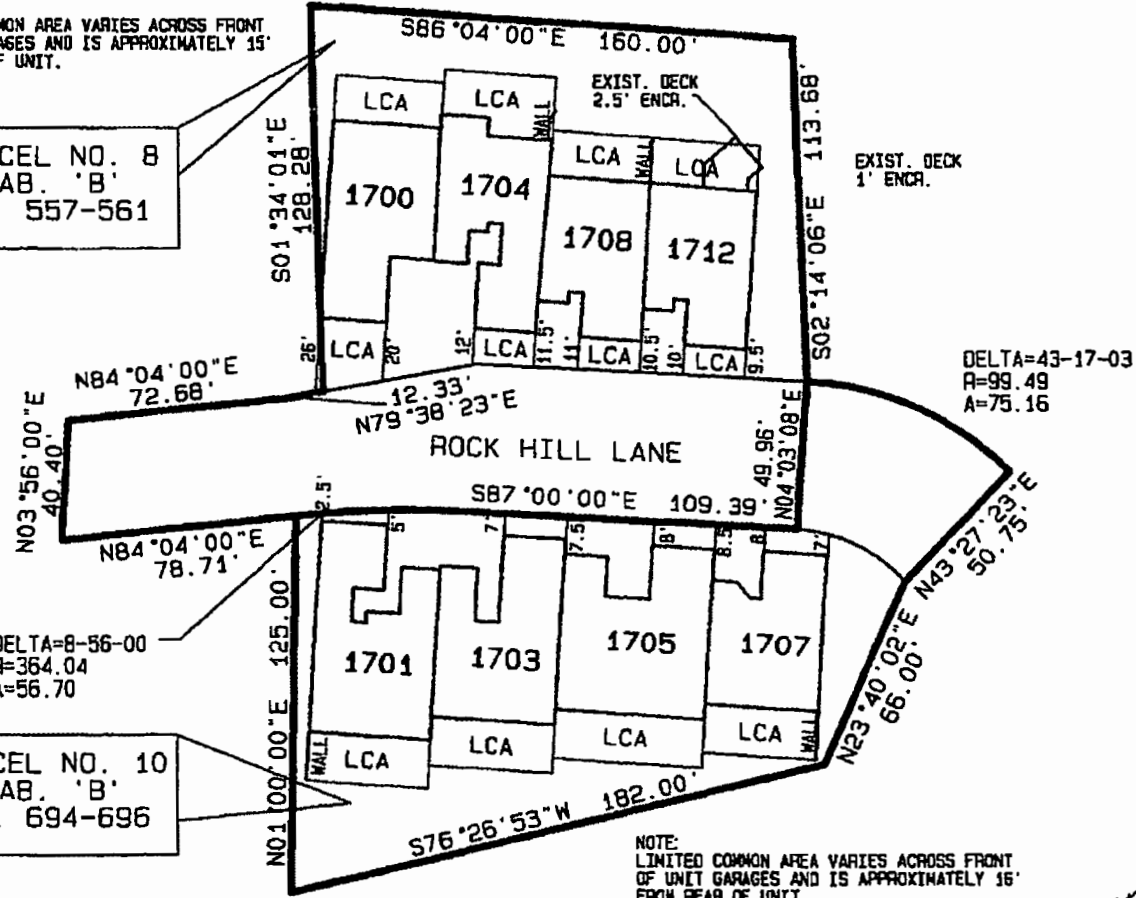 MON AREA VARIES ACROSS FRONT
AGES AND IS APPROXIMATELY 15'
F UNIT.
S86°04'00"E 160.00'
EXIST. DECK
2.5' ENCR.
EXIST. DECK
1' ENCR.
CEL NO. 8
AB. 'B'
557-561
S01°34'01"E
128.28'
113.68'
S02°14'06"E
LCA
LCA
WALL
LCA
WALL
LCA
1700
1704
1708
1712
26'
LCA
20'
12'
LCA
11.5'
11'
LCA
10.5'
10'
LCA
9.5'
DELTA=43-17-03
R=99.49
A=75.16
N84°04'00"E
72.68'
12.33'
N79°38'23"E
N03°56'00"E
40.40'
ROCK HILL LANE
49.96'
N04°03'08"E
S87°00'00"E 109.39'
N84°04'00"E
78.71'
2.5'
5'
7'
7.5'
8'
8.5'
8'
7'
N43°27'23"E
50.75'
DELTA=8-56-00
R=364.04
A=56.70
125.00'
N01°00'00"E
1701
1703
1705
1707
N23°40'02"E
66.00'
WALL
LCA
LCA
LCA
LCA
WALL
CEL NO. 10
AB. 'B'
694-696
S76°26'53"W 182.00'
NOTE:
LIMITED COMMON AREA VARIES ACROSS FRONT
OF UNIT GARAGES AND IS APPROXIMATELY 16'
FROM REAR OF UNIT